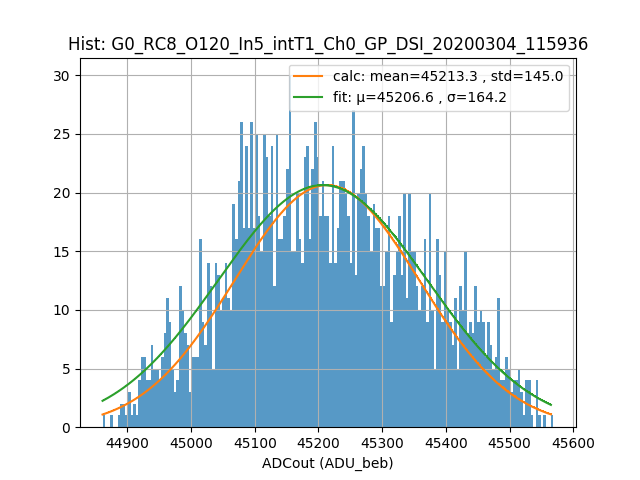 Hist: G0_RC8_O120_In5_intT1_Ch0_GP_DSI_20200304_115936
calc: mean=45213.3 , std=145.0
fit: μ=45206.6 , σ=164.2
30
25
20
15
10
5
0
44900 45000 45100 45200 45300 45400 45500 45600
ADCout (ADU_beb)